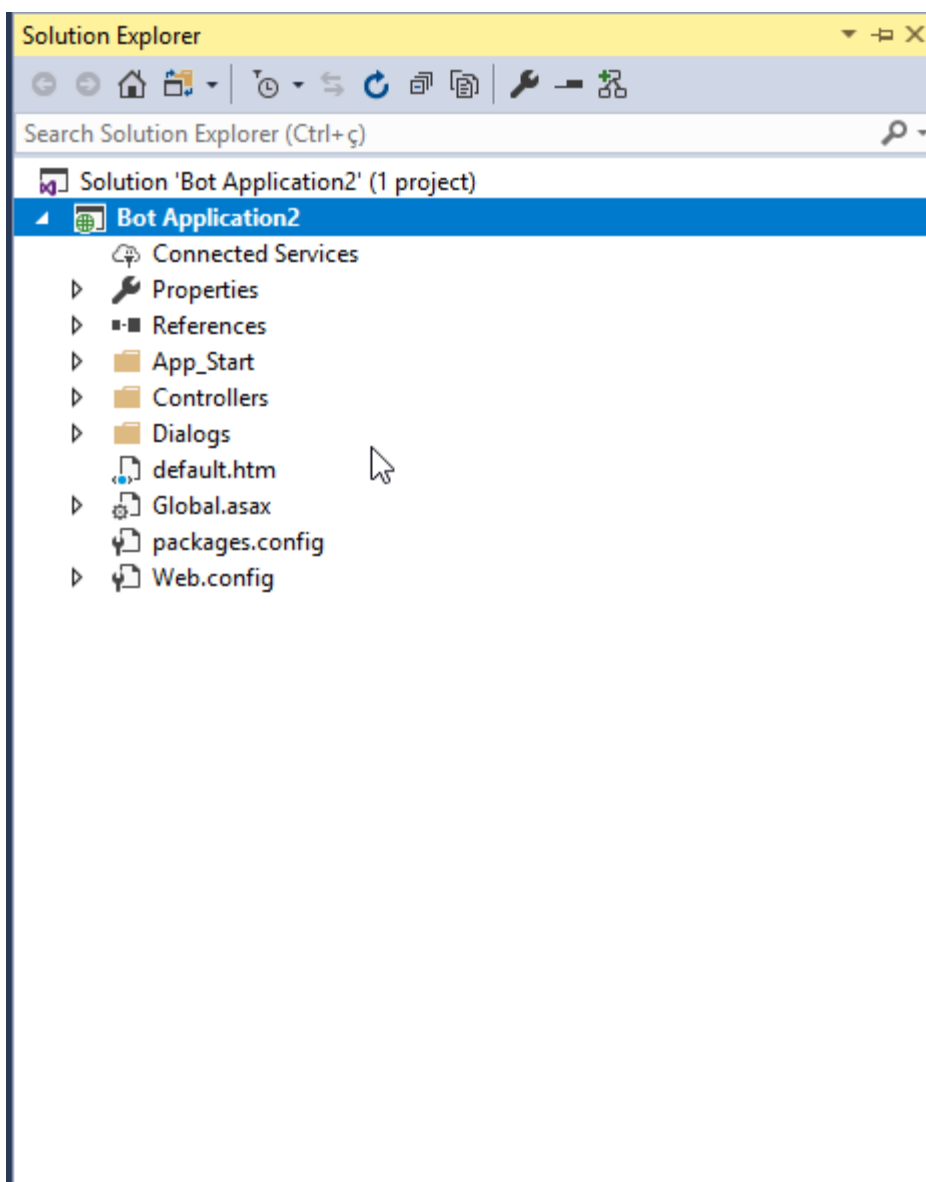 Solution Explorer
Search Solution Explorer (Ctrl+ç)
Solution 'Bot Application2' (1 project)
Bot Application2
Connected Services
Properties
References
App_Start
Controllers
Dialogs
default.htm
Global.asax
packages.config
Web.config